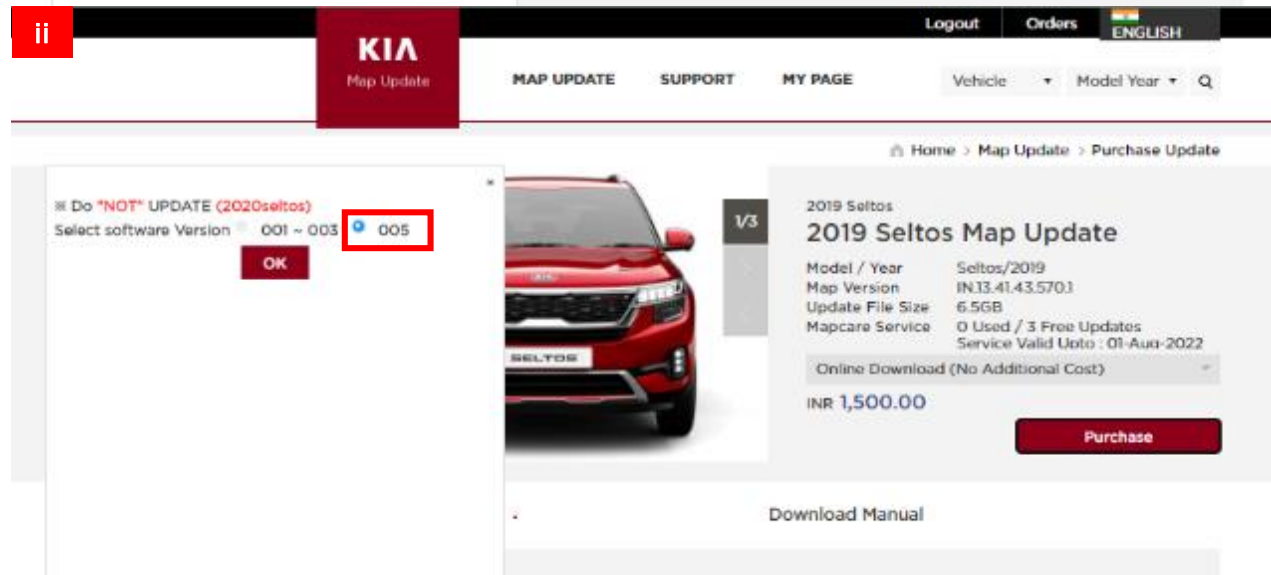 ii
Logout Orders ENGLISH
KIA
Map Update
MAP UPDATE SUPPORT MY PAGE Vehicle Model Year
Home > Map Update > Purchase Update
※ Do "NOT" UPDATE (2020seltos)
Select software Version 001 ~ 003 005
OK
SELTOS
1/3
2019 Seltos
2019 Seltos Map Update
Model / Year Seltos/2019
Map Version IN.13.41.43.570.1
Update File Size 6.5GB
Mapcare Service 0 Used / 3 Free Updates
Service Valid Upto : 01-Aug-2022
Online Download (No Additional Cost)
INR 1,500.00
Purchase
Download Manual